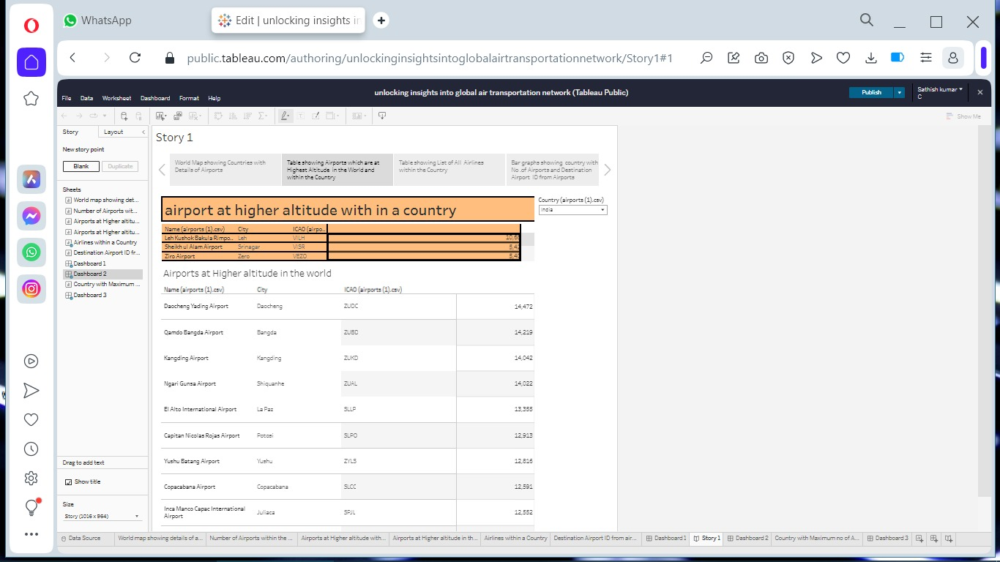 WhatsApp
Edit | unlocking insights in
public.tableau.com/authoring/unlockinginsightsintoglobalairtransportationnetwork/Story1#1
File Data Worksheet Dashboard Format Help
unlocking insights into global air transportation network (Tableau Public)
Publish
Sathish kumar
C
Show Me
Story Layout
New story point
Blank Duplicate
Sheets
World map showing det...
Number of Airports wit...
Airports at Higher altitu...
Airports at Higher altitu...
Airlines within a Country
Destination Airport ID fr...
Dashboard 1
Dashboard 2
Country with Maximum ...
Dashboard 3
Drag to add text
Show title
Size
Story (1016 x 964)
Story 1
World Map showing Countries with
Details of Airports
Table showing Airports which are at
Highest Altitude in the World and
within the Country
Table showing List of All Airlines
within the Country
Bar graphs showing country with
No .of Airports and Destination
Airport ID from Airports
airport at higher altitude with in a country
Country (airports (1).csv)
India
Name (airports (1).csv) City ICAO (airpo..
Leh Kushok Bakula Rimpo.. Leh VILH
Sheikh ul Alam Airport Srinagar VISR
Ziro Airport Zero VEZO
Airports at Higher altitude in the world
Name (airports (1).csv) City ICAO (airports (1).csv)
Daocheng Yading Airport Daocheng ZUDC 14,472
Qamdo Bangda Airport Bangda ZUBD 14,219
Kangding Airport Kangding ZUKD 14,042
Ngari Gunsa Airport Shiquanhe ZUAL 14,022
El Alto International Airport La Paz SLLP 13,355
Capitan Nicolas Rojas Airport Potosi SLPO 12,913
Yushu Batang Airport Yushu ZYLS 12,816
Copacabana Airport Copacabana SLCC 12,591
Inca Manco Capac International
Airport Juliaca SPJL 12,552
Data Source World map showing details of a... Number of Airports within the ... Airports at Higher altitude with... Airports at Higher altitude in th... Airlines within a Country Destination Airport ID from air... Dashboard 1 Story 1 Dashboard 2 Country with Maximum no of A... Dashboard 3